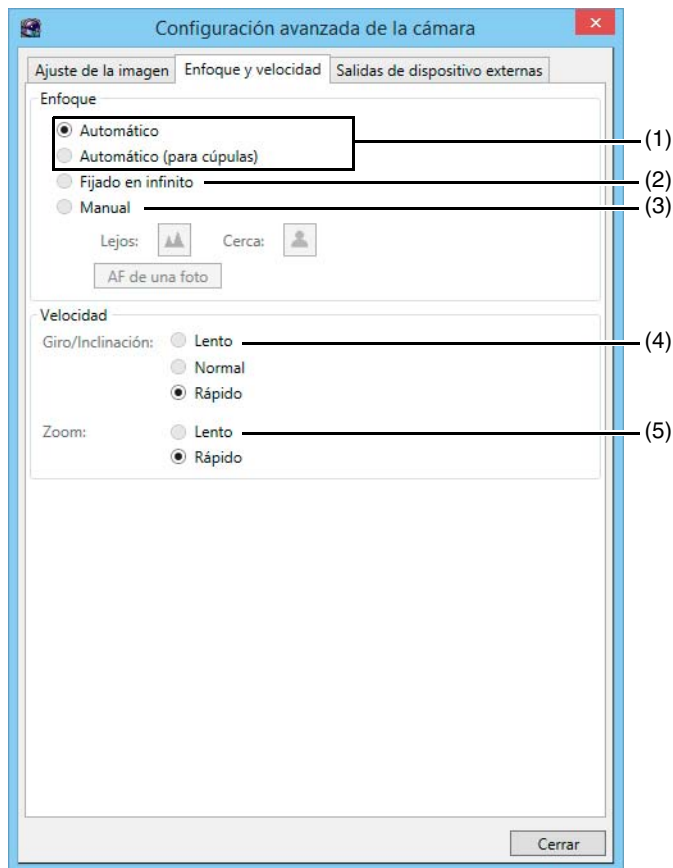 Configuración avanzada de la cámara
Ajuste de la imagen Enfoque y velocidad Salidas de dispositivo externas
Enfoque
Automático
Automático (para cúpulas) (1)
Fijado en infinito (2)
Manual (3)
Lejos: Cerca:
AF de una foto
Velocidad
Giro/Inclinación: Lento (4)
Normal
Rápido
Zoom: Lento (5)
Rápido
Cerrar